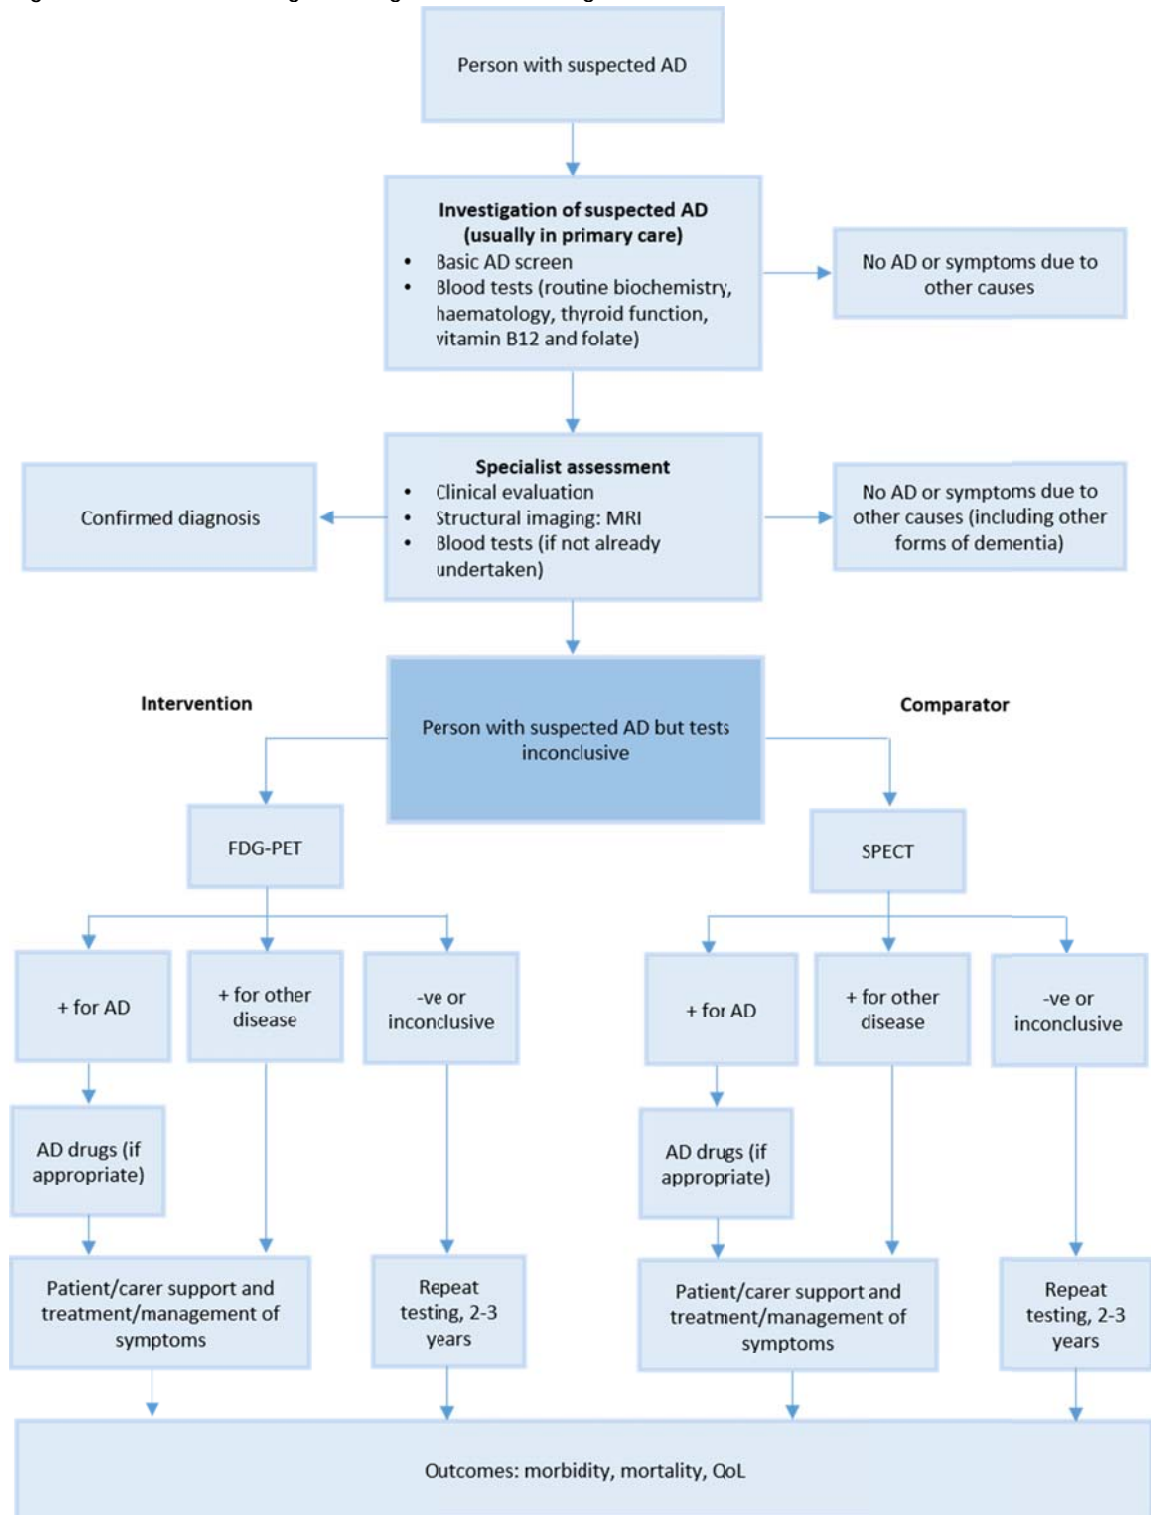 Person with suspected AD
Investigation of suspected AD
(usually in primary care)
• Basic AD screen
• Blood tests (routine biochemistry,
haematology, thyroid function,
vitamin B12 and folate)
No AD or symptoms due to
other causes
Specialist assessment
• Clinical evaluation
• Structural imaging: MRI
• Blood tests (if not already
undertaken)
Confirmed diagnosis
No AD or symptoms due to
other causes (including other
forms of dementia)
Intervention
Person with suspected AD but tests
inconclusive
Comparator
FDG-PET
SPECT
+ for AD
+ for other
disease
-ve or
inconclusive
+ for AD
+ for other
disease
-ve or
inconclusive
AD drugs (if
appropriate)
AD drugs (if
appropriate)
Patient/carer support and
treatment/management of
symptoms
Repeat
testing, 2-3
years
Patient/carer support and
treatment/management of
symptoms
Repeat
testing, 2-3
years
Outcomes: morbidity, mortality, QoL